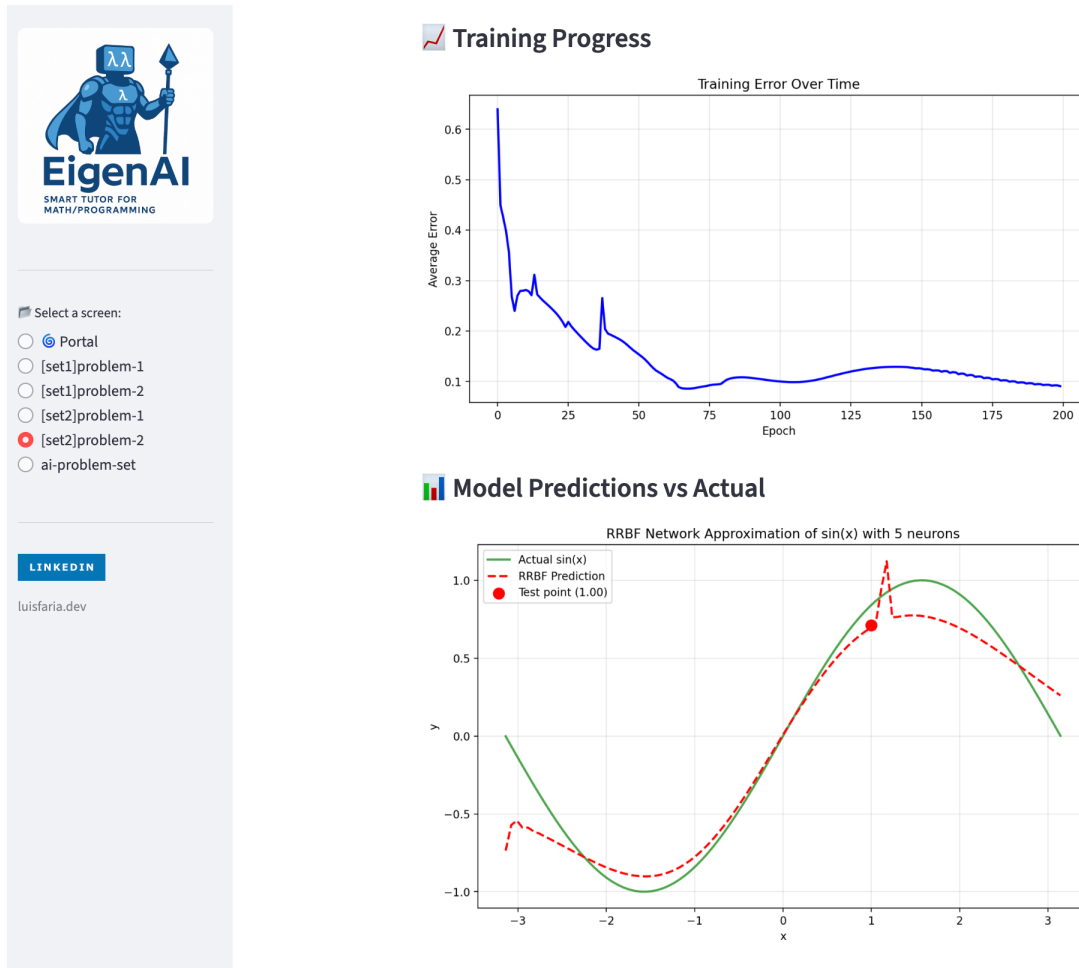 λλ
λ
EigenAI
SMART TUTOR FOR
MATH/PROGRAMMING
Select a screen:
Portal
[set1]problem-1
[set1]problem-2
[set2]problem-1
[set2]problem-2
ai-problem-set
LINKEDIN
luisfaria.dev
Training Progress
Training Error Over Time
Average Error
0.6
0.5
0.4
0.3
0.2
0.1
0 25 50 75 100 125 150 175 200
Epoch
Model Predictions vs Actual
RRBF Network Approximation of sin(x) with 5 neurons
Actual sin(x)
RRBF Prediction
Test point (1.00)
y
1.0
0.5
0.0
−0.5
−1.0
−3 −2 −1 0 1 2 3
x